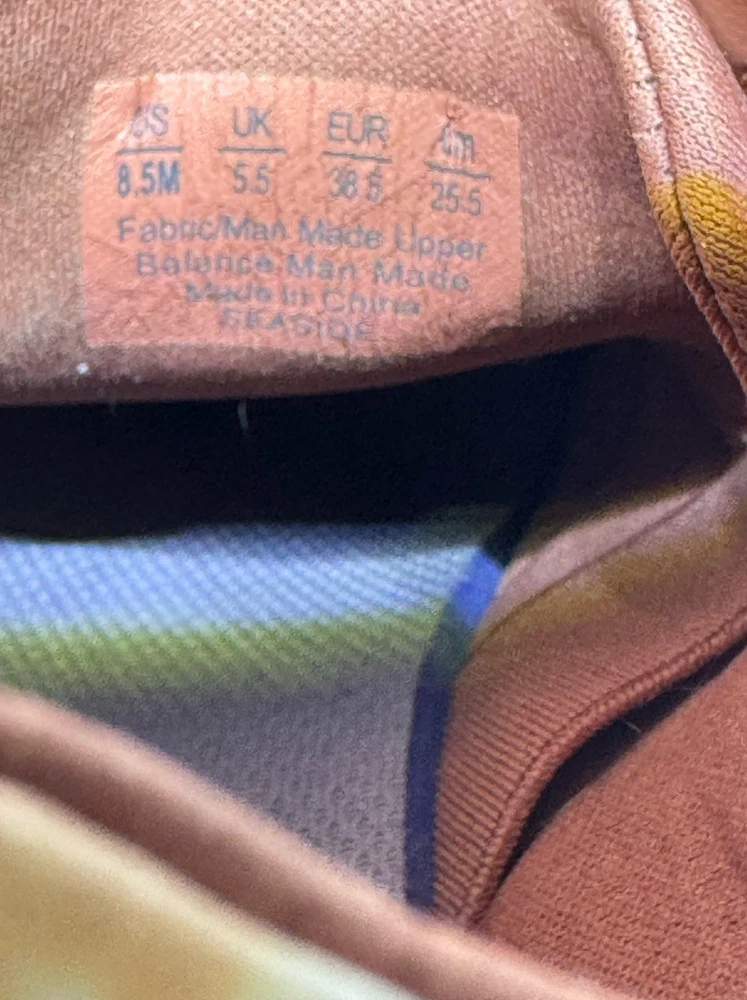 US UK EUR cm
8.5M 5.5 38.5 25.5
Fabric/Man Made Upper
Balance Man Made
Made In China
SEASIDE